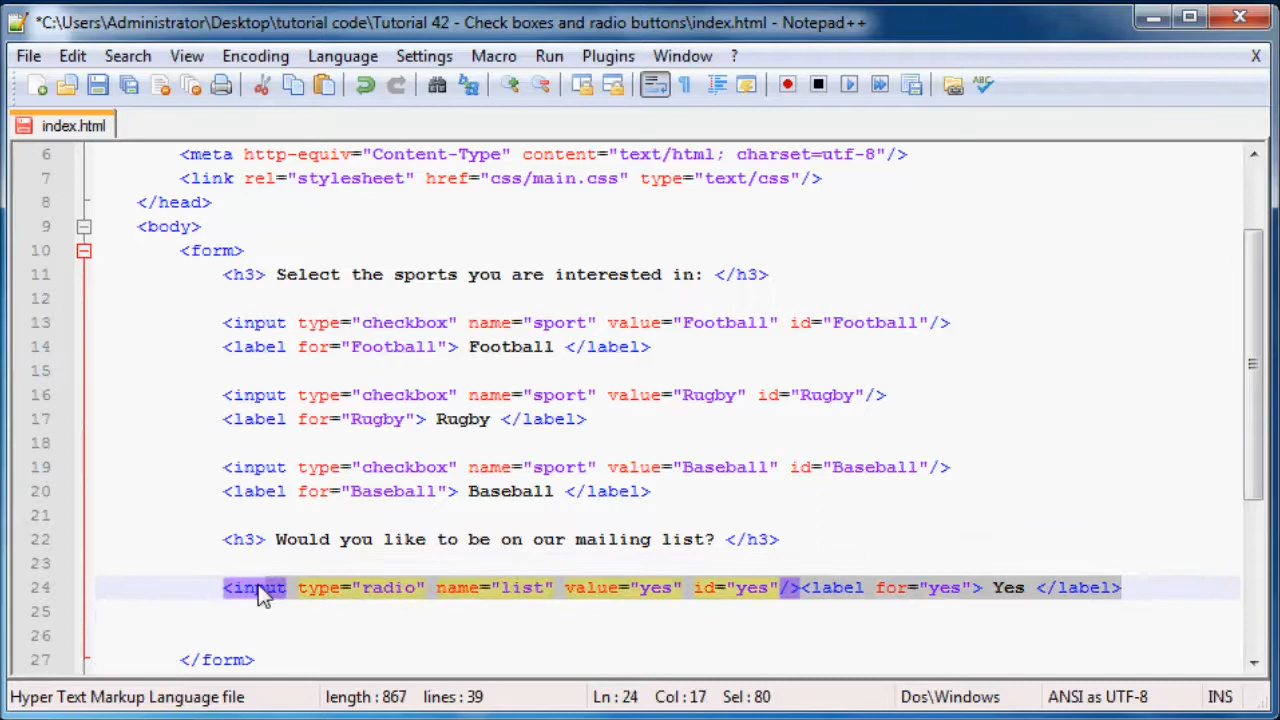 *C:\Users\Administrator\Desktop\tutorial code\Tutorial 42 - Check boxes and radio buttons\index.html - Notepad++
File Edit Search View Encoding Language Settings Macro Run Plugins Window ? X
index.html
6 <meta http-equiv="Content-Type" content="text/html; charset=utf-8"/>
7 <link rel="stylesheet" href="css/main.css" type="text/css"/>
8 </head>
9 <body>
10 <form>
11 <h3> Select the sports you are interested in: </h3>
12
13 <input type="checkbox" name="sport" value="Football" id="Football"/>
14 <label for="Football"> Football </label>
15
16 <input type="checkbox" name="sport" value="Rugby" id="Rugby"/>
17 <label for="Rugby"> Rugby </label>
18
19 <input type="checkbox" name="sport" value="Baseball" id="Baseball"/>
20 <label for="Baseball"> Baseball </label>
21
22 <h3> Would you like to be on our mailing list? </h3>
23
24 <input type="radio" name="list" value="yes" id="yes"/><label for="yes"> Yes </label>
25
26
27 </form>
Hyper Text Markup Language file length : 867 lines : 39 Ln : 24 Col : 17 Sel : 80 Dos\Windows ANSI as UTF-8 INS